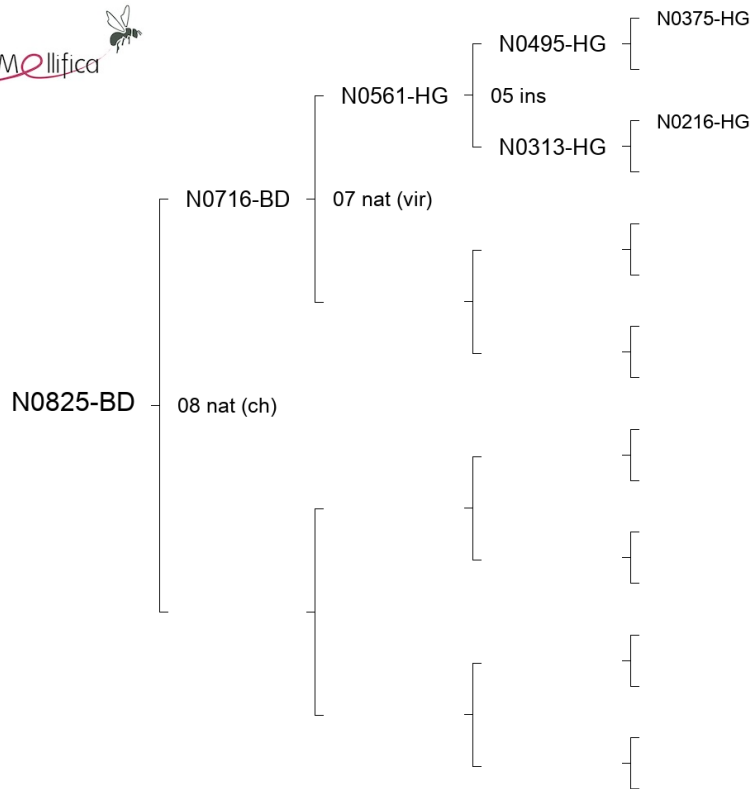 Mellifica
N0375-HG
N0495-HG
N0561-HG
05 ins
N0216-HG
N0313-HG
N0716-BD
07 nat (vir)
N0825-BD
08 nat (ch)